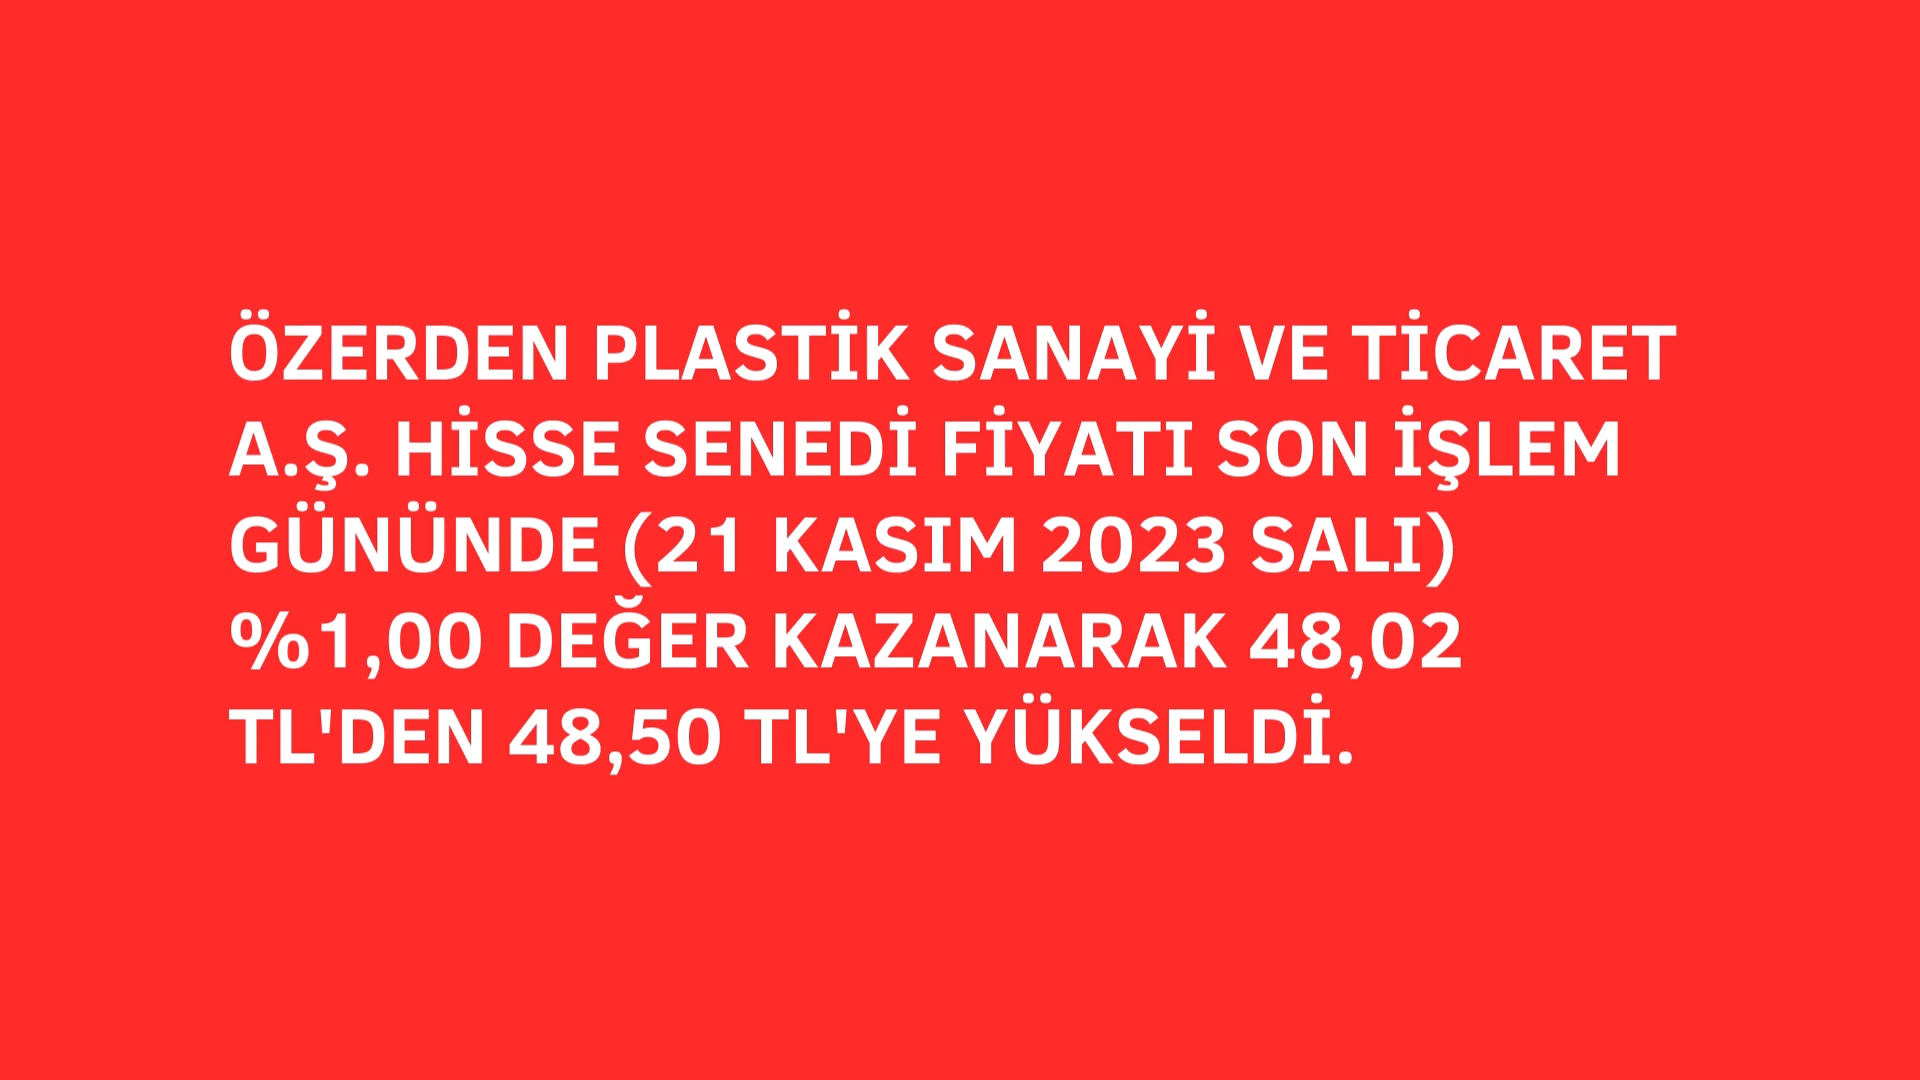 ÖZERDEN PLASTİK SANAYİ VE TİCARET
A.Ş. HİSSE SENEDİ FİYATI SON İŞLEM
GÜNÜNDE (21 KASIM 2023 SALI)
%1,00 DEĞER KAZANARAK 48,02
TL'DEN 48,50 TL'YE YÜKSELDİ.